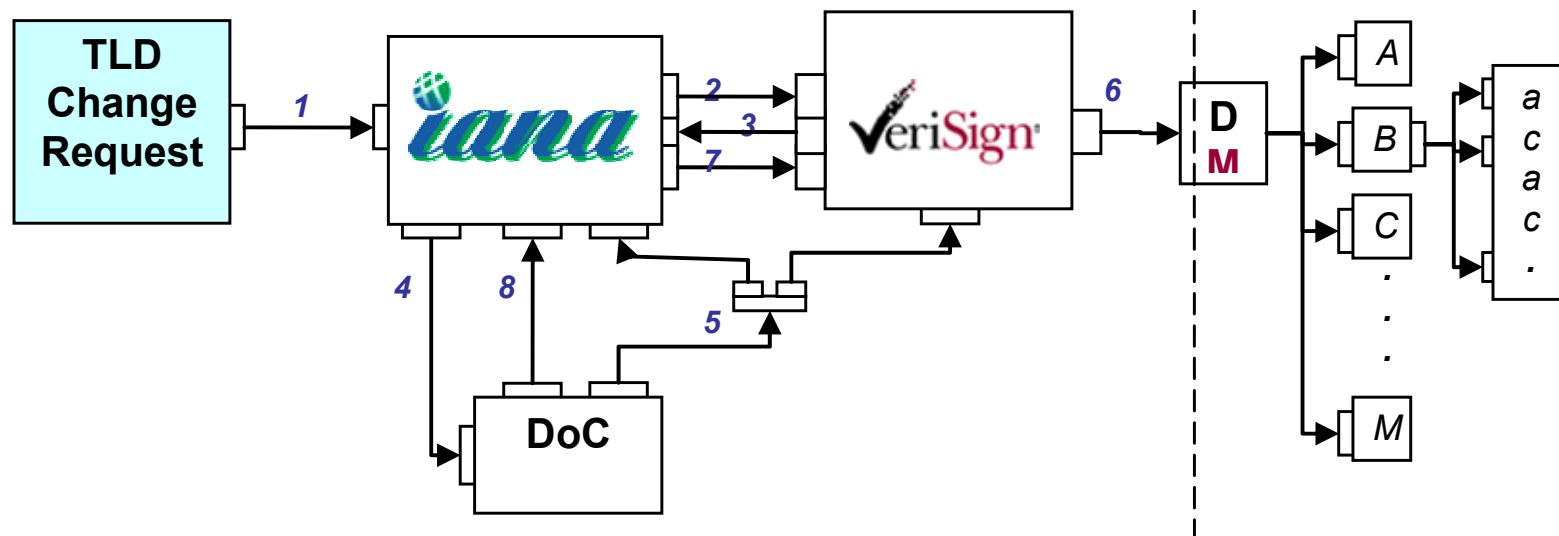 TLD
Change
Request
1
iana
2
3
7
VeriSign
6
D
M
A
B
C
.
.
.
M
a
c
a
c
.
4
8
5
DoC